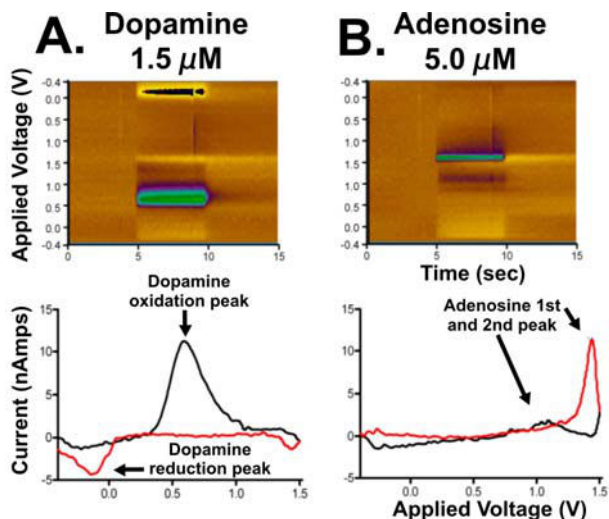 A.
Dopamine
1.5 μM
B.
Adenosine
5.0 μM
Applied Voltage (V)
-0.4
0.0
0.5
1.0
1.5
1.0
0.5
0.0
-0.4
0
5
10
15
-0.4
0.0
0.5
1.0
1.5
1.0
0.5
0.0
-0.4
0
5
10
15
Time (sec)
Dopamine
oxidation peak
Current (nAmps)
15
10
5
0
-5
Dopamine
reduction peak
0.0
0.5
1.0
1.5
Adenosine 1st
and 2nd peak
15
10
5
0
-5
0.0
0.5
1.0
1.5
Applied Voltage (V)